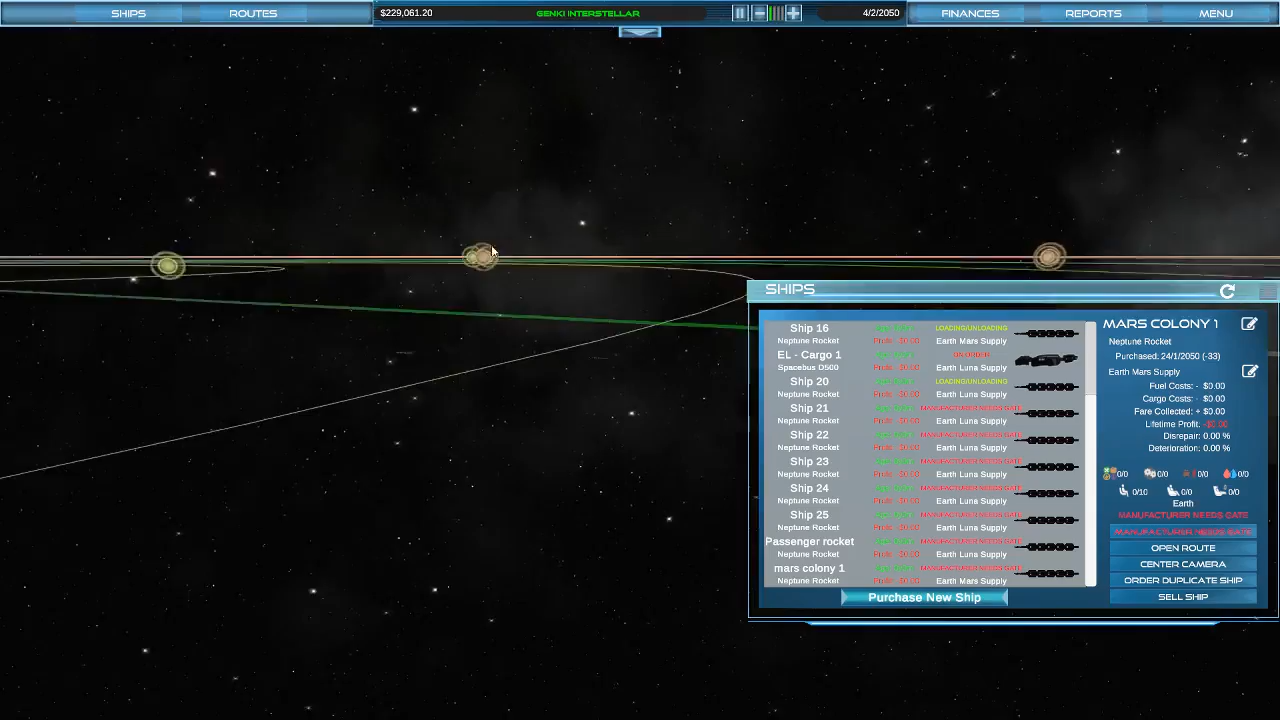 SHIPS
ROUTES
$229,061.20
GENKI INTERSTELLAR
4/2/2050
FINANCES
REPORTS
MENU
SHIPS
Ship 16
LOADING/UNLOADING
Neptune Rocket
Profit: -$0.00
Earth Mars Supply
EL - Cargo 1
ON ORDER
Spacebus D500
Profit: -$0.00
Earth Luna Supply
Ship 20
LOADING/UNLOADING
Neptune Rocket
Profit: -$0.00
Earth Luna Supply
Ship 21
MANUFACTURER NEEDS GATE
Neptune Rocket
Profit: -$0.00
Earth Luna Supply
Ship 22
MANUFACTURER NEEDS GATE
Neptune Rocket
Profit: -$0.00
Earth Luna Supply
Ship 23
MANUFACTURER NEEDS GATE
Neptune Rocket
Profit: -$0.00
Earth Luna Supply
Ship 24
MANUFACTURER NEEDS GATE
Neptune Rocket
Profit: -$0.00
Earth Luna Supply
Ship 25
MANUFACTURER NEEDS GATE
Neptune Rocket
Profit: -$0.00
Earth Luna Supply
Passenger rocket
MANUFACTURER NEEDS GATE
Neptune Rocket
Profit: -$0.00
Earth Luna Supply
mars colony 1
MANUFACTURER NEEDS GATE
Neptune Rocket
Profit: -$0.00
Earth Mars Supply
Purchase New Ship
MARS COLONY 1
Neptune Rocket
Purchased: 24/1/2050 (-33)
Earth Mars Supply
Fuel Costs: - $0.00
Cargo Costs: - $0.00
Fare Collected: + $0.00
Lifetime Profit: -$0.00
Disrepair: 0.00 %
Deterioration: 0.00 %
0/0 0/0 0/0 0/0
0/10 0/0 0/0
Earth
MANUFACTURER NEEDS GATE
MANUFACTURER NEEDS GATE
OPEN ROUTE
CENTER CAMERA
ORDER DUPLICATE SHIP
SELL SHIP